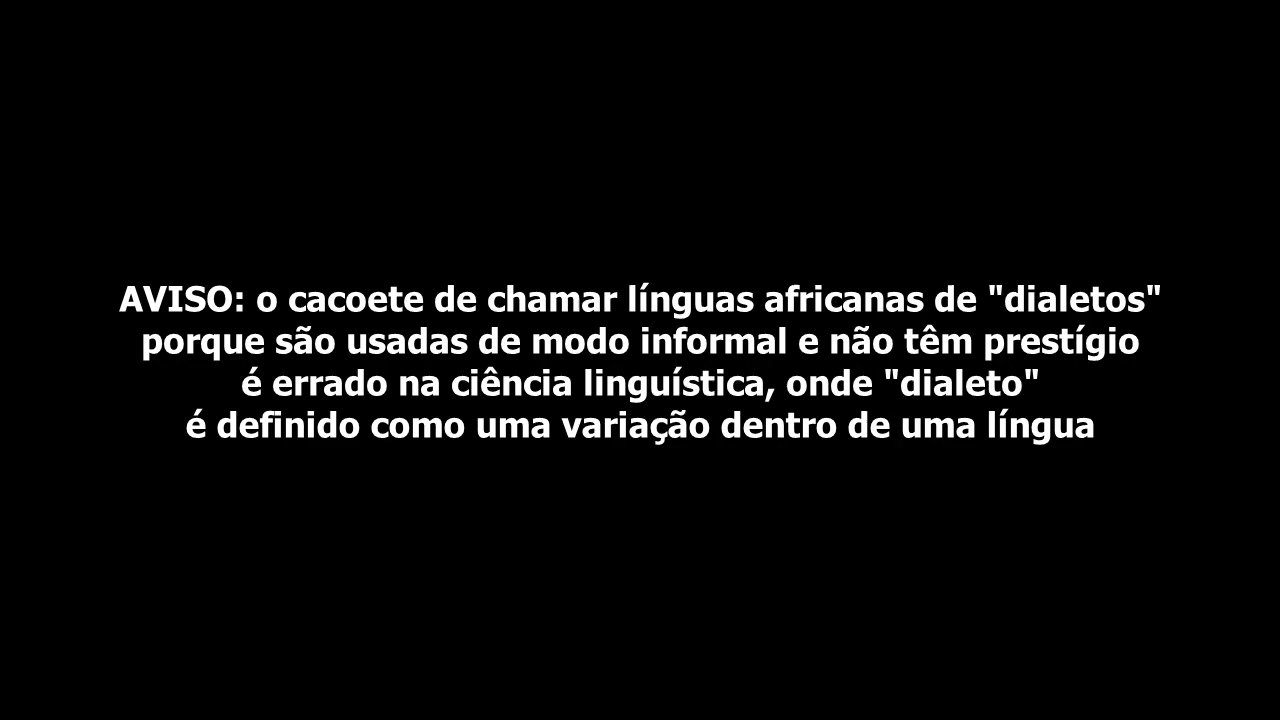 AVISO: o cacoete de chamar línguas africanas de "dialetos"
porque são usadas de modo informal e não têm prestígio
é errado na ciência linguística, onde "dialeto"
é definido como uma variação dentro de uma língua